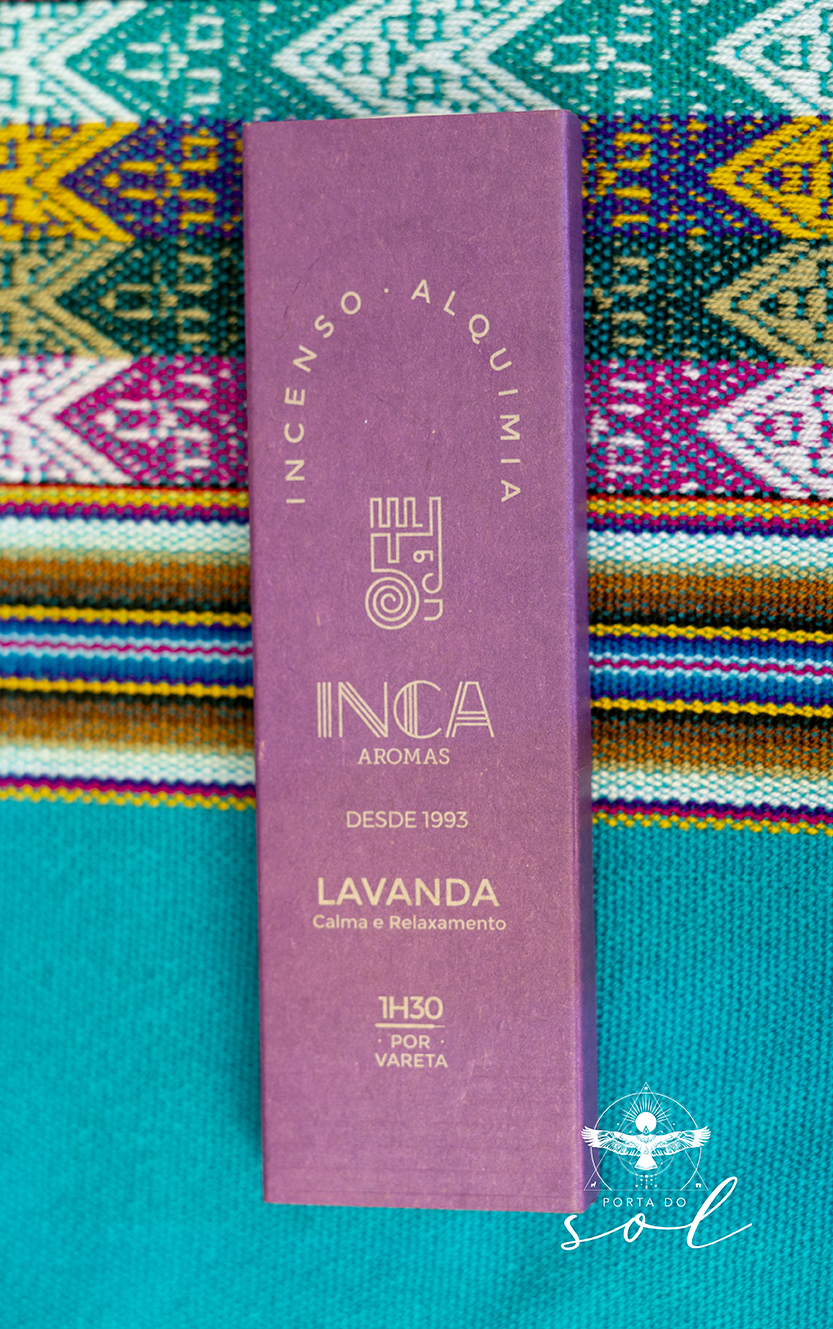 INCENSO · ALQUIMIA
INCA
AROMAS
DESDE 1993
LAVANDA
Calma e Relaxamento
1H30
· POR ·
VARETA
PORTA DO
sol